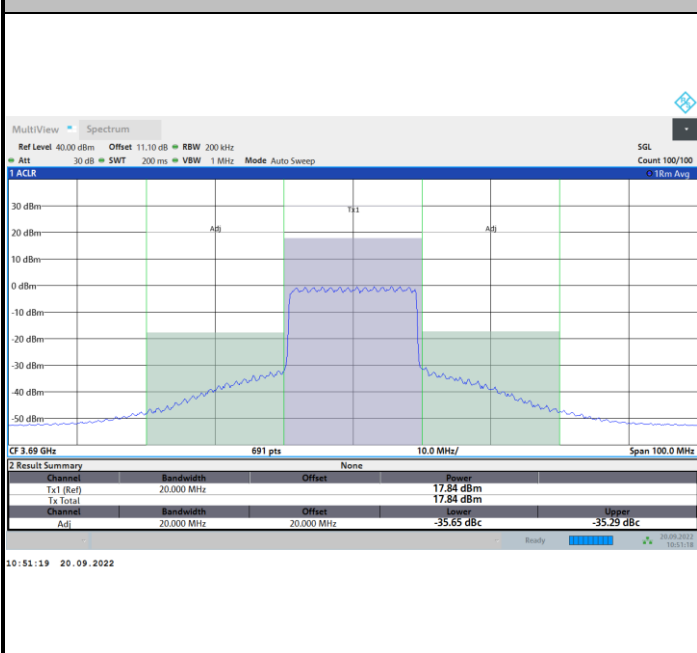 MultiView Spectrum
Ref Level 40.00 dBm Offset 11.10 dB RBW 200 kHz SGL
Att 30 dB SWT 200 ms VBW 1 MHz Mode Auto Sweep Count 100/100
1 ACLR 1Rm Avg
30 dBm
Tx1
20 dBm Adj Adj
10 dBm
0 dBm
-10 dBm
-20 dBm
-30 dBm
-40 dBm
-50 dBm
CF 3.69 GHz 691 pts 10.0 MHz/ Span 100.0 MHz
2 Result Summary None
Channel Bandwidth Offset Power
Tx1 (Ref) 20.000 MHz 17.84 dBm
Tx Total 17.84 dBm
Channel Bandwidth Offset Lower Upper
Adj 20.000 MHz 20.000 MHz -35.65 dBc -35.29 dBc
Ready 20.09.2022
10:51:18
10:51:19 20.09.2022